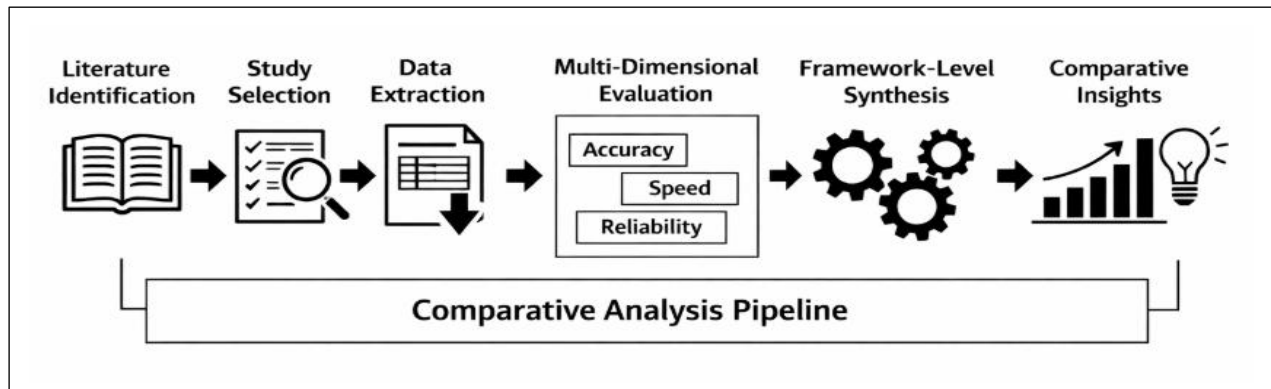 Literature
Identification
Study
Selection
Data
Extraction
Multi-Dimensional
Evaluation
Accuracy
Speed
Reliability
Framework-Level
Synthesis
Comparative
Insights
Comparative Analysis Pipeline